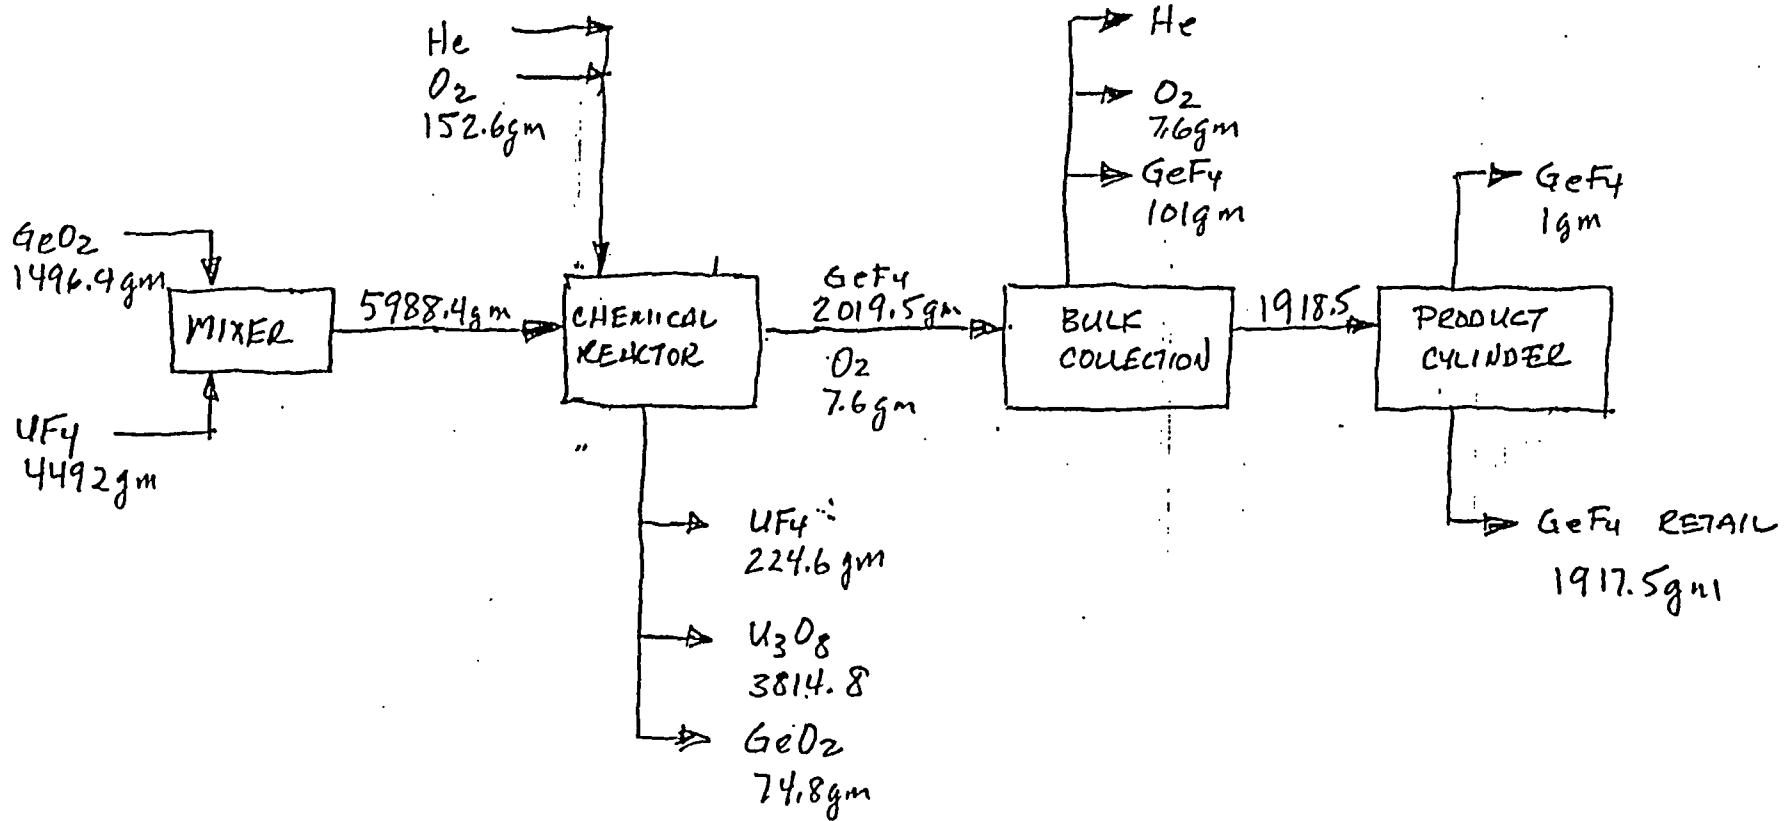 He
O2
152.6gm
He
O2
7.6gm
GeF4
101gm
GeF4
1gm
GeO2
1496.4gm
MIXER
5988.4gm
CHEMICAL
REACTOR
GeF4
2019.5gm
O2
7.6gm
BULK
COLLECTION
1918.5
PRODUCT
CYLINDER
UF4
4492gm
UF4
224.6gm
U3O8
3814.8
GeO2
74.8gm
GeF4 RETAIL
1917.5gm